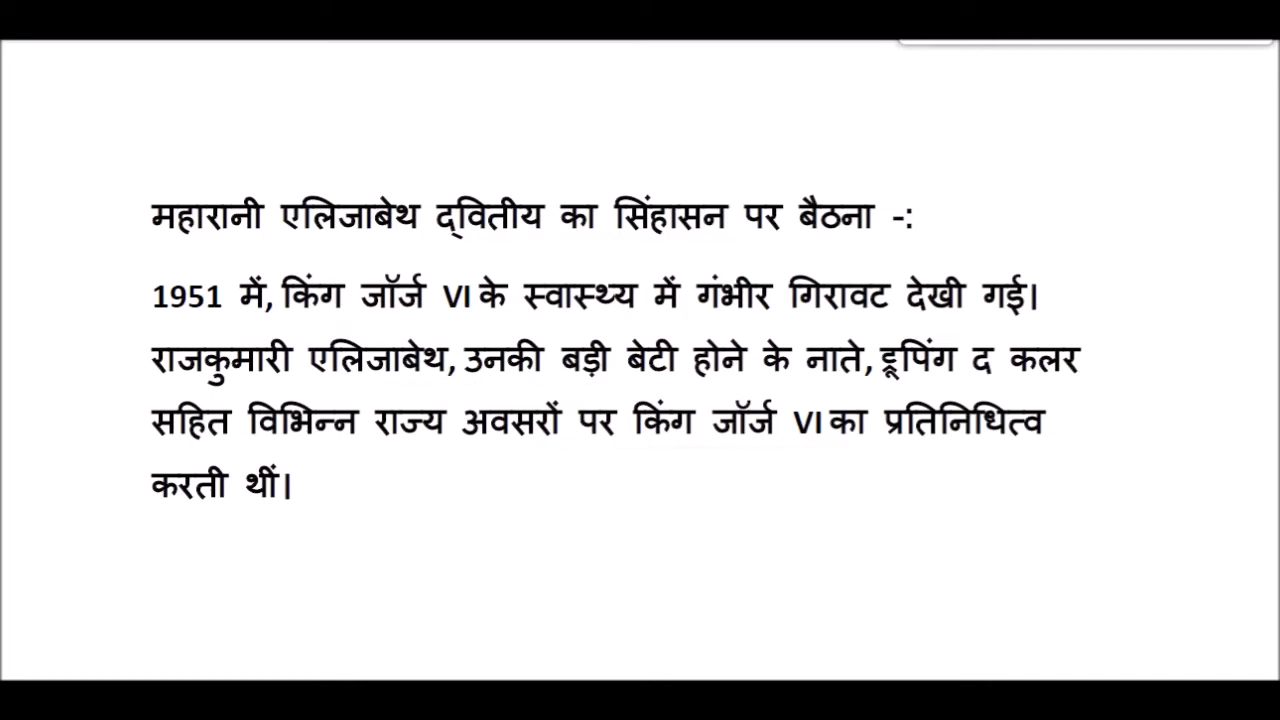 महारानी एलिजाबेथ द्‌वितीय का सिंहासन पर बैठना -:
1951 में, किंग जॉर्ज VI के स्वास्थ्य में गंभीर गिरावट देखी गई।
राजकुमारी एलिजाबेथ, उनकी बड़ी बेटी होने के नाते, ड्रूपिंग द कलर
सहित विभिन्न राज्य अवसरों पर किंग जॉर्ज VI का प्रतिनिधित्व
करती थीं।